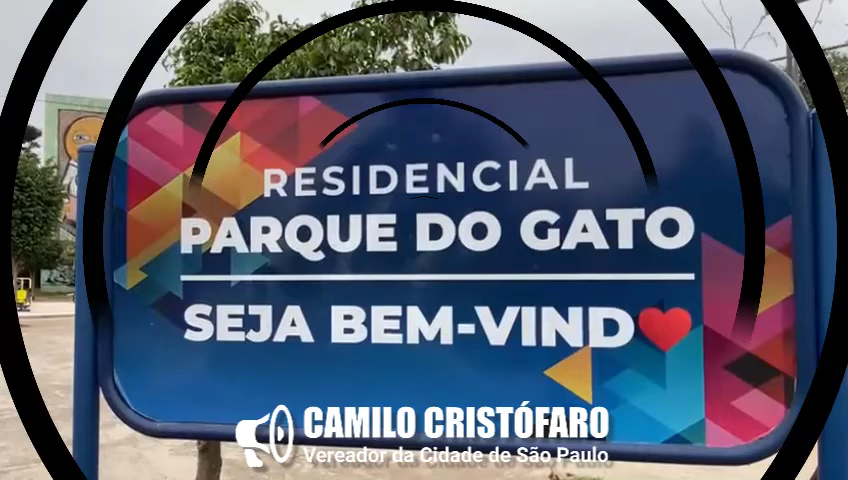 RESIDENCIAL
PARQUE DO GATO
SEJA BEM-VIND❤
CAMILO CRISTÓFARO
Vereador da Cidade de São Paulo